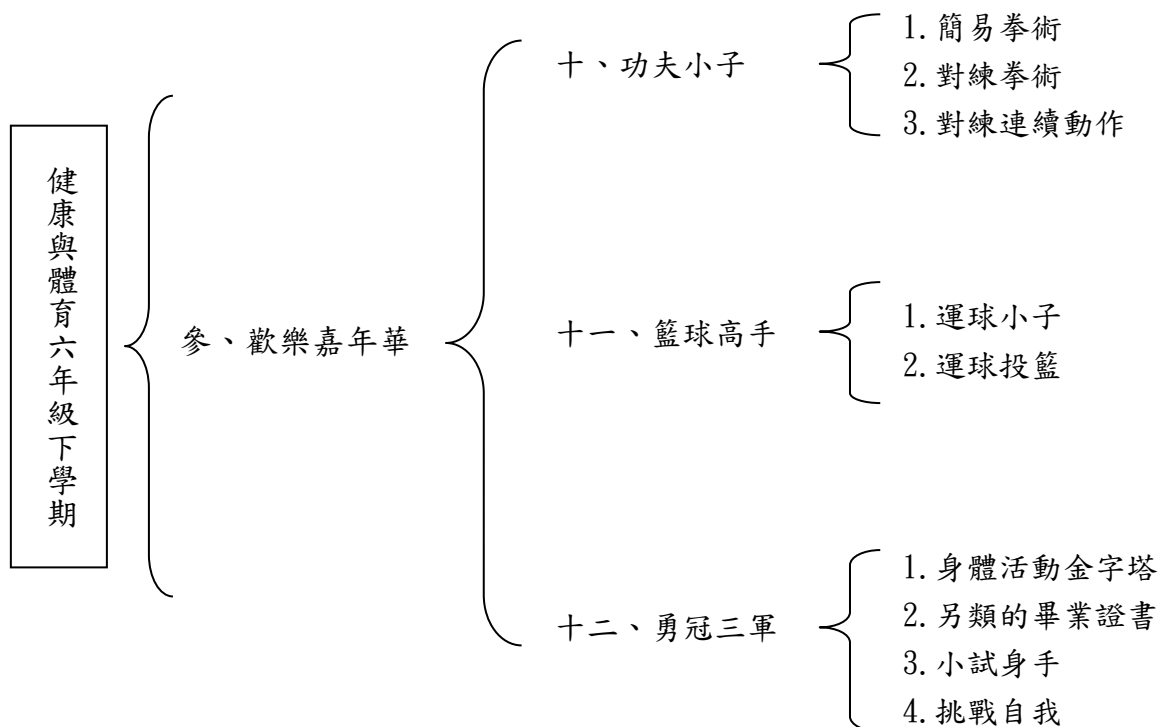 健康與體育六年級下學期
參、歡樂嘉年華
十、功夫小子
1.簡易拳術
2.對練拳術
3.對練連續動作
十一、籃球高手
1.運球小子
2.運球投籃
十二、勇冠三軍
1.身體活動金字塔
2.另類的畢業證書
3.小試身手
4.挑戰自我